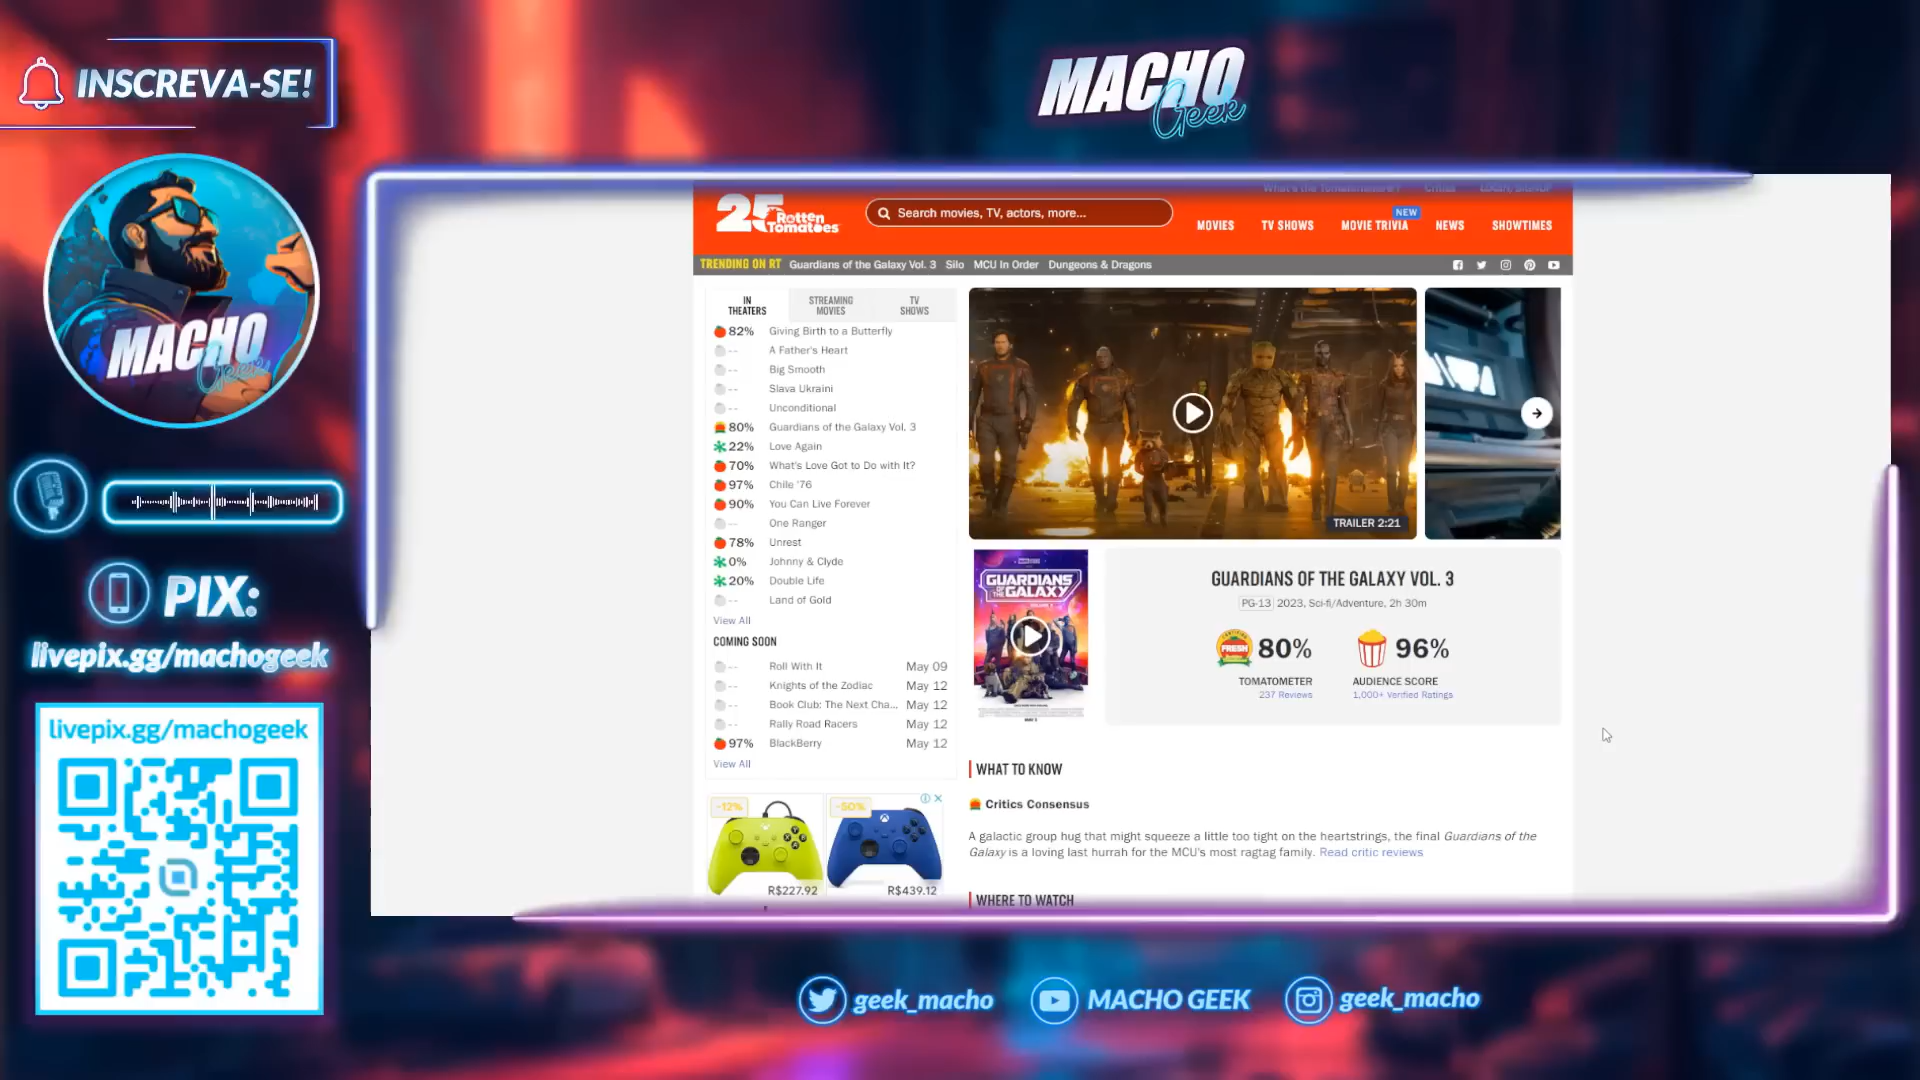 INSCREVA-SE!
MACHO
Geek
MACHO
Geek
PIX:
livepix.gg/machogeek
livepix.gg/machogeek
What's the Tomatometer? Critics LOGIN/SIGNUP
25 Rotten Tomatoes
Search movies, TV, actors, more...
MOVIES TV SHOWS MOVIE TRIVIA NEW NEWS SHOWTIMES
TRENDING ON RT Guardians of the Galaxy Vol. 3 Silo MCU In Order Dungeons & Dragons
IN THEATERS
STREAMING MOVIES
TV SHOWS
82% Giving Birth to a Butterfly
-- A Father's Heart
-- Big Smooth
-- Slava Ukraini
-- Unconditional
80% Guardians of the Galaxy Vol. 3
22% Love Again
70% What's Love Got to Do with It?
97% Chile '76
90% You Can Live Forever
-- One Ranger
78% Unrest
0% Johnny & Clyde
20% Double Life
-- Land of Gold
View All
COMING SOON
-- Roll With It May 09
-- Knights of the Zodiac May 12
-- Book Club: The Next Cha... May 12
-- Rally Road Racers May 12
97% BlackBerry May 12
View All
-12%
-50%
R$227.92
R$439.12
TRAILER 2:21
GUARDIANS
OF THE GALAXY
GUARDIANS OF THE GALAXY VOL. 3
PG-13 2023, Sci-fi/Adventure, 2h 30m
FRESH
80%
TOMATOMETER
237 Reviews
96%
AUDIENCE SCORE
1,000+ Verified Ratings
WHAT TO KNOW
Critics Consensus
A galactic group hug that might squeeze a little too tight on the heartstrings, the final Guardians of the
Galaxy is a loving last hurrah for the MCU's most ragtag family. Read critic reviews
WHERE TO WATCH
geek_macho
MACHO GEEK
geek_macho